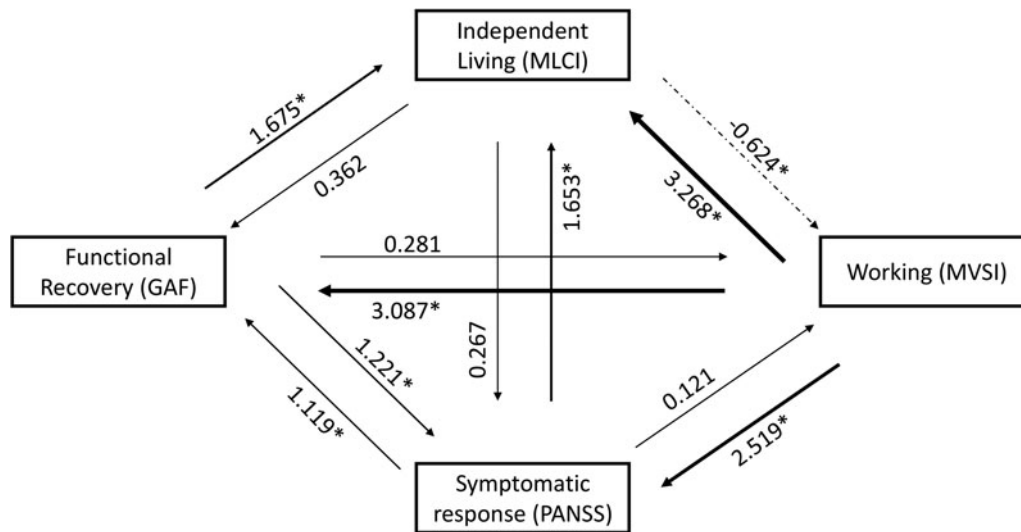 Independent
Living (MLCI)
1.675*
0.362
-0.624*
3.268*
1.653*
Functional
Recovery (GAF)
0.281
Working (MVSI)
3.087*
0.267
1.221*
1.119*
0.121
2.519*
Symptomatic
response (PANSS)